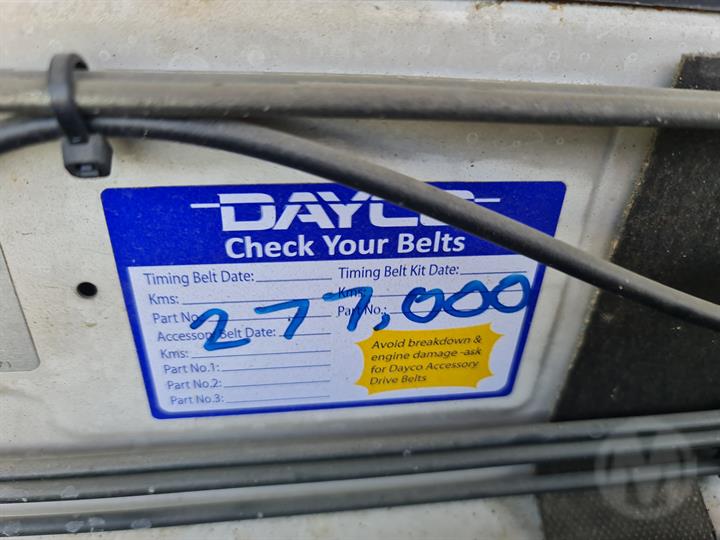 DAYCO
Check Your Belts
Timing Belt Date:
Timing Belt Kit Date:
Kms:
Kms:
Part No.:
Part No.:
277,000
Accessory Belt Date:
Kms:
Part No.1:
Part No.2:
Part No.3:
Avoid breakdown &
engine damage -ask
for Dayco Accessory
Drive Belts
M